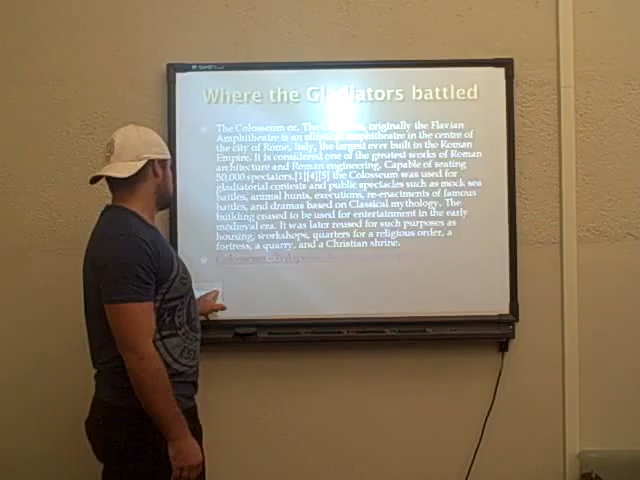 Where the Gladiators battled
The Colosseum or, The originally the Flavian
Amphitheatre is an elliptical amphitheatre in the centre of
the city of Rome, Italy, the largest ever built in the Roman
Empire. It is considered one of the greatest works of Roman
architecture and Roman engineering. Capable of seating
50,000 spectators,[1][4][5] the Colosseum was used for
gladiatorial contests and public spectacles such as mock sea
battles, animal hunts, executions, re-enactments of famous
battles, and dramas based on Classical mythology. The
building ceased to be used for entertainment in the early
medieval era. It was later reused for such purposes as
housing, workshops, quarters for a religious order, a
fortress, a quarry, and a Christian shrine.
Colosseum -